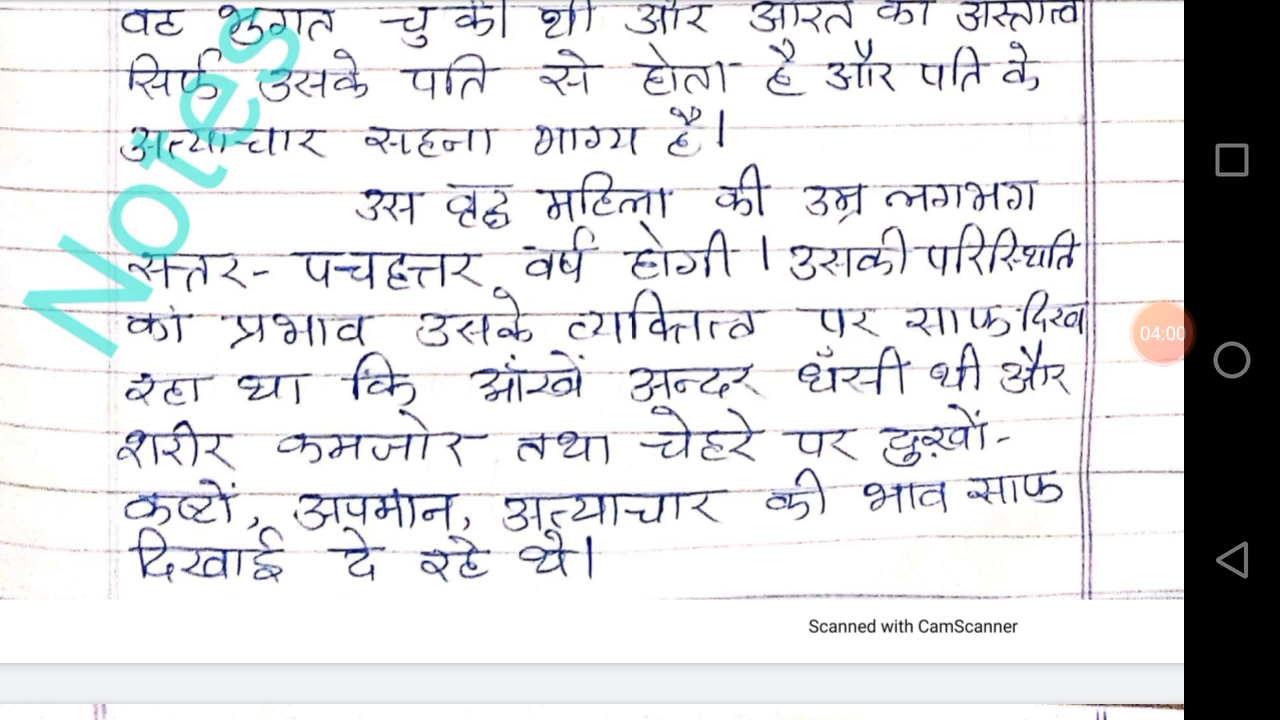 वह भुगत चुकी थी और औरत का अस्तित्व
सिर्फ उसके पति से होता है और पति के
अत्याचार सहना भाग्य है।
उस वृद्ध महिला की उम्र लगभग
सत्तर- पचहत्तर वर्ष होगी। उसकी परिस्थिति
का प्रभाव उसके व्यक्तित्व पर साफ दिख
रहा था कि आँखें अन्दर धँसी थी और
शरीर कमजोर तथा चेहरे पर दुखों-
कष्टों, अपमान, अत्याचार की भाव साफ
दिखाई दे रहे थे।
Notes
04:00
Scanned with CamScanner